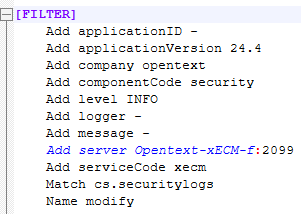 [FILTER]
Add applicationID -
Add applicationVersion 24.4
Add company opentext
Add componentCode security
Add level INFO
Add logger -
Add message -
Add server Opentext-xECM-f:2099
Add serviceCode xecm
Match cs.securitylogs
Name modify